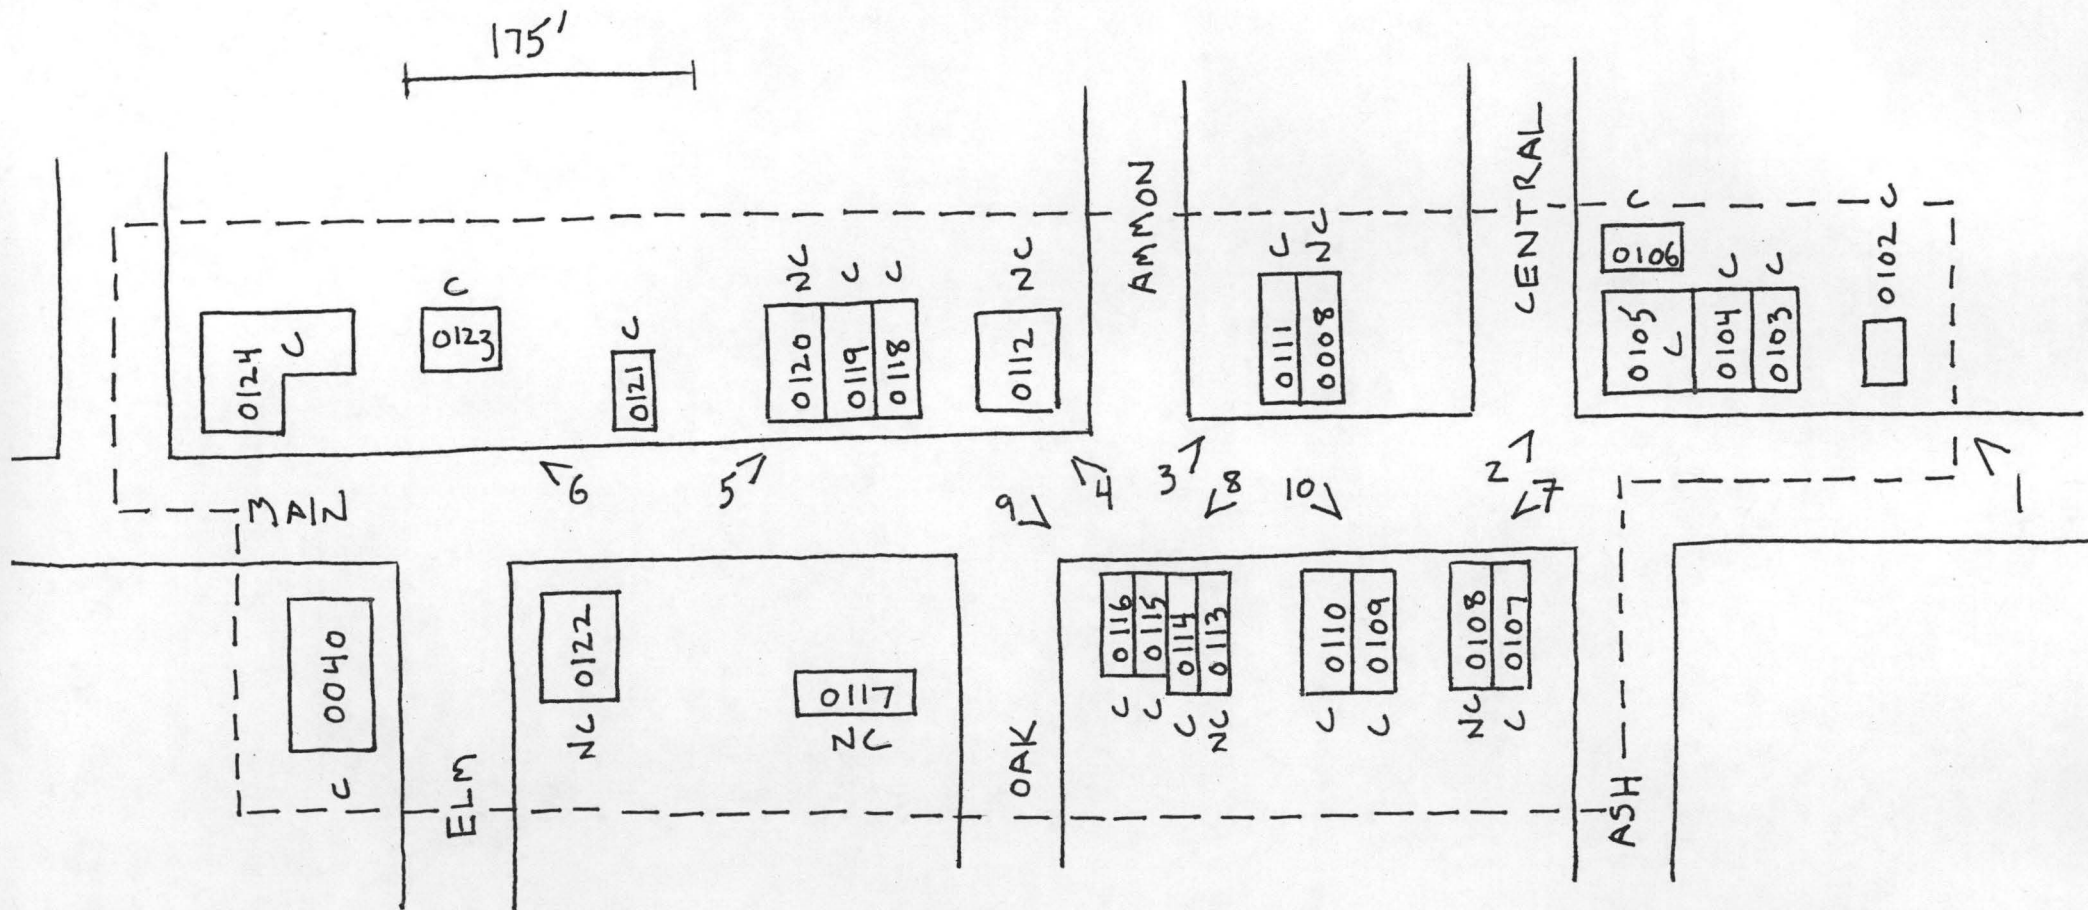 175'
AMMON
CENTRAL
C
0106
0102 C
C
C
0105
C
0104
0103
C
NC
0111
0008
NC
0112
NC
C
C
0120
0119
0118
C
0121
C
0123
0124
C
6
5
4
3
8
10
2
7
1
9
MAIN
0040
C
ELM
0122
NC
0117
NC
OAK
0116
0115
0114
0113
C
C
C
NC
0110
0109
C
C
0108
0107
NC
C
ASH